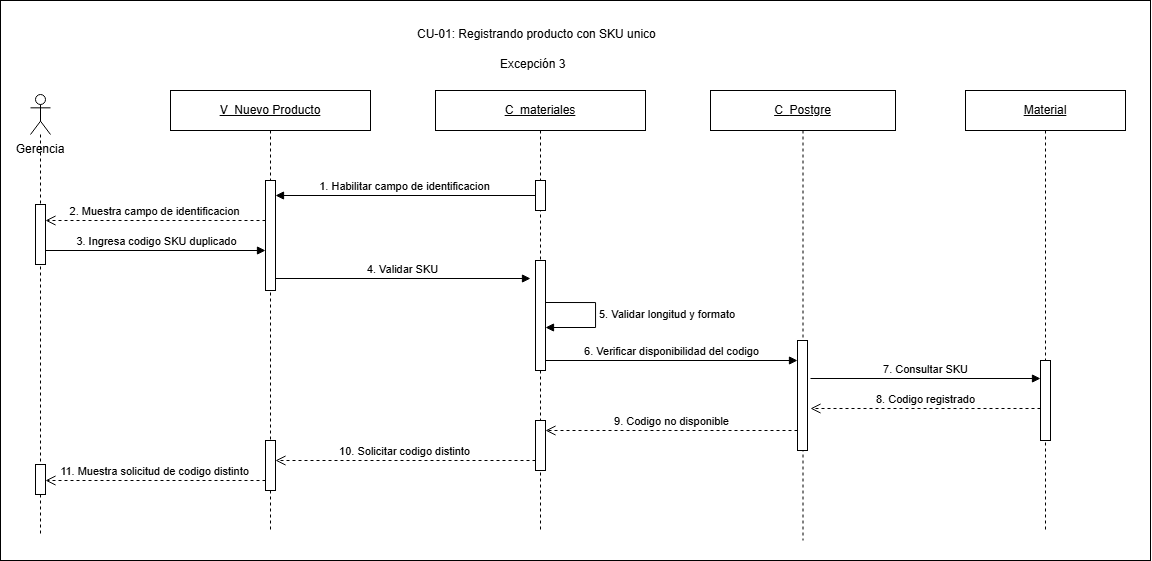 CU-01: Registrando producto con SKU unico
Excepción 3
Gerencia
V_Nuevo Producto
C_materiales
C_Postgre
Material
1. Habilitar campo de identificacion
2. Muestra campo de identificacion
3. Ingresa codigo SKU duplicado
4. Validar SKU
5. Validar longitud y formato
6. Verificar disponibilidad del codigo
7. Consultar SKU
8. Codigo registrado
9. Codigo no disponible
10. Solicitar codigo distinto
11. Muestra solicitud de codigo distinto